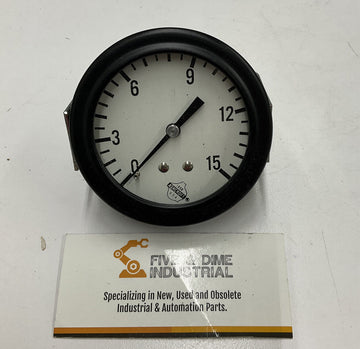 9
6
12
3
0
15
FIVE & DIME
INDUSTRIAL
Specializing in New, Used and Obsolete
Industrial & Automation Parts.